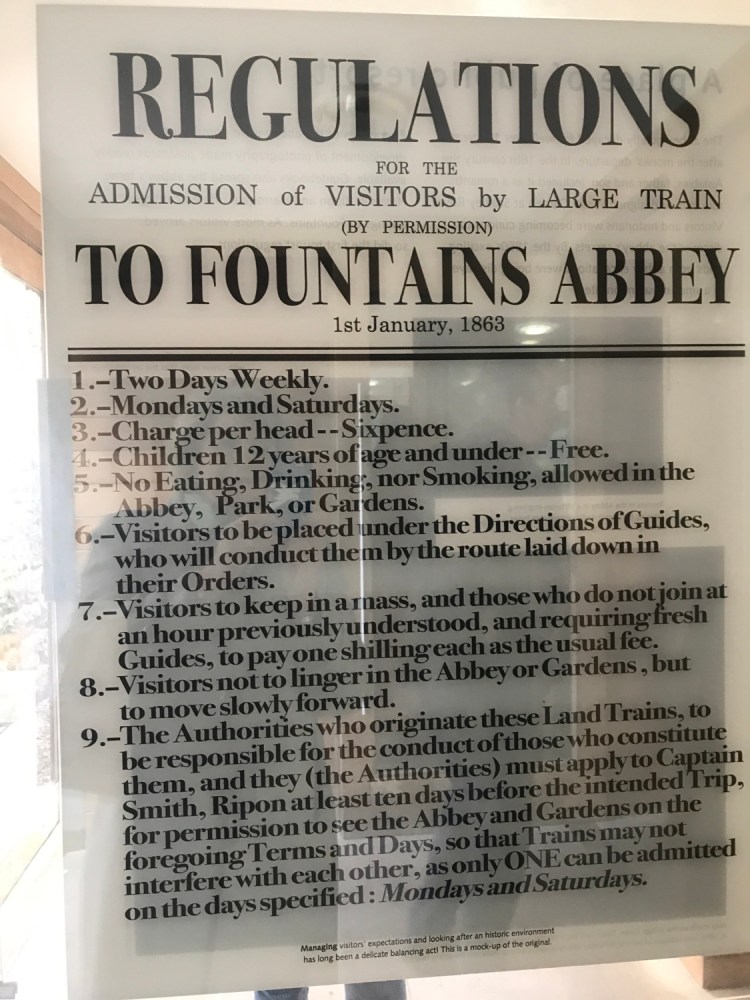 REGULATIONS
FOR THE
ADMISSION of VISITORS by LARGE TRAIN
(BY PERMISSION)
TO FOUNTAINS ABBEY
1st January, 1863
1.–Two Days Weekly.
2.–Mondays and Saturdays.
3.–Charge per head -- Sixpence.
4.–Children 12 years of age and under -- Free.
5.–No Eating, Drinking, nor Smoking, allowed in the
Abbey, Park, or Gardens.
6.–Visitors to be placed under the Directions of Guides,
who will conduct them by the route laid down in
their Orders.
7.–Visitors to keep in a mass, and those who do not join at
an hour previously understood, and requiring fresh
Guides, to pay one shilling each as the usual fee.
8.–Visitors not to linger in the Abbey or Gardens , but
to move slowly forward.
9.–The Authorities who originate these Land Trains, to
be responsible for the conduct of those who constitute
them, and they (the Authorities) must apply to Captain
Smith, Ripon at least ten days before the intended Trip,
for permission to see the Abbey and Gardens on the
foregoing Terms and Days, so that Trains may not
interfere with each other, as only ONE can be admitted
on the days specified : Mondays and Saturdays.
Managing visitors' expectations and looking after an historic environment
has long been a delicate balancing act! This is a mock-up of the original.